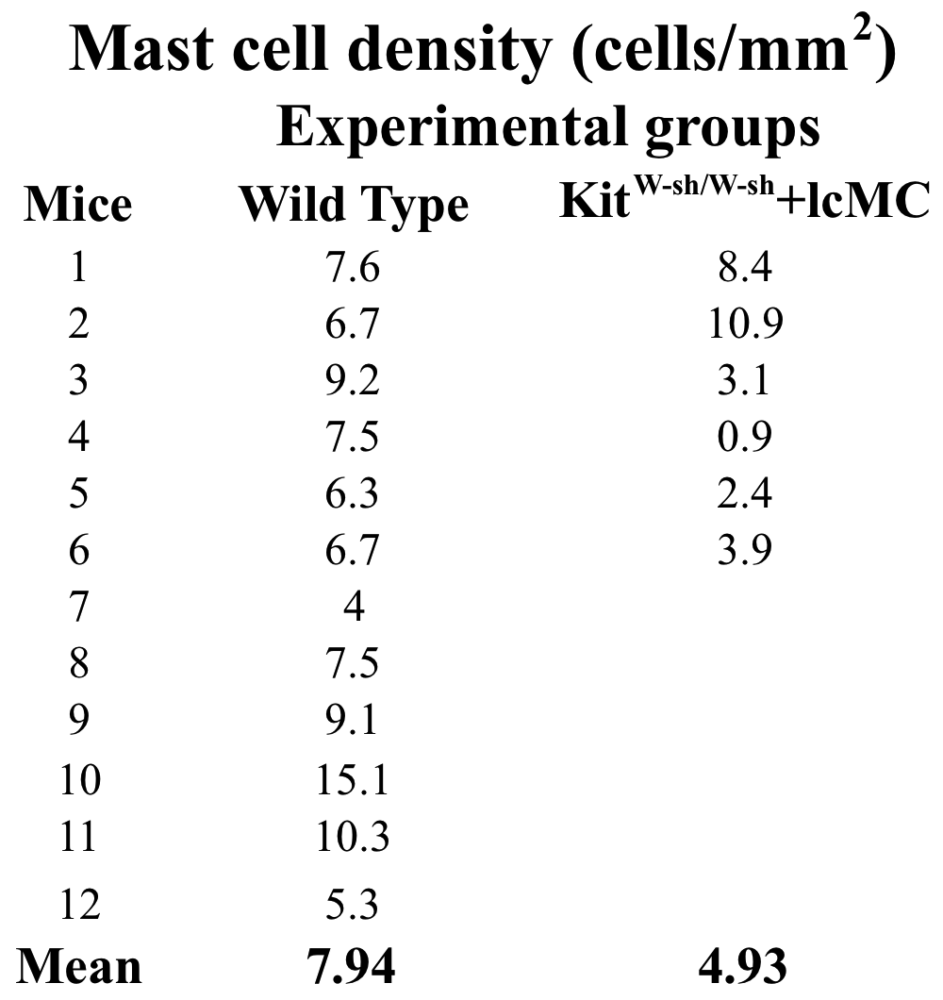 Mast cell density (cells/mm²)
Experimental groups
Mice Wild Type Kit^W-sh/W-sh+lcMC
1 7.6 8.4
2 6.7 10.9
3 9.2 3.1
4 7.5 0.9
5 6.3 2.4
6 6.7 3.9
7 4
8 7.5
9 9.1
10 15.1
11 10.3
12 5.3
Mean 7.94 4.93